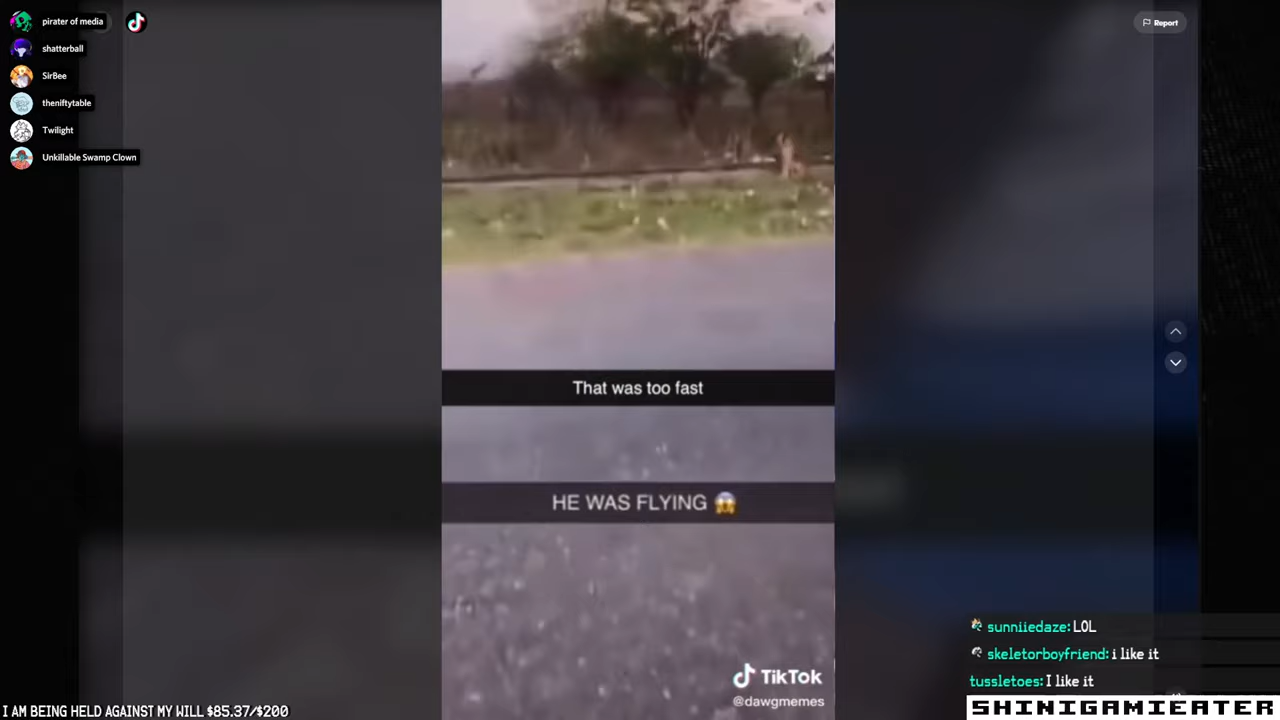 pirater of media
shatterball
SirBee
theniftytable
Twilight
Unkillable Swamp Clown
Report
That was too fast
HE WAS FLYING 😱
TikTok
@dawgmemes
sunniiedaze: LOL
skeletorboyfriend: i like it
tussletoes: I like it
SHINIGAMIEATER
I AM BEING HELD AGAINST MY WILL $85.37/$200